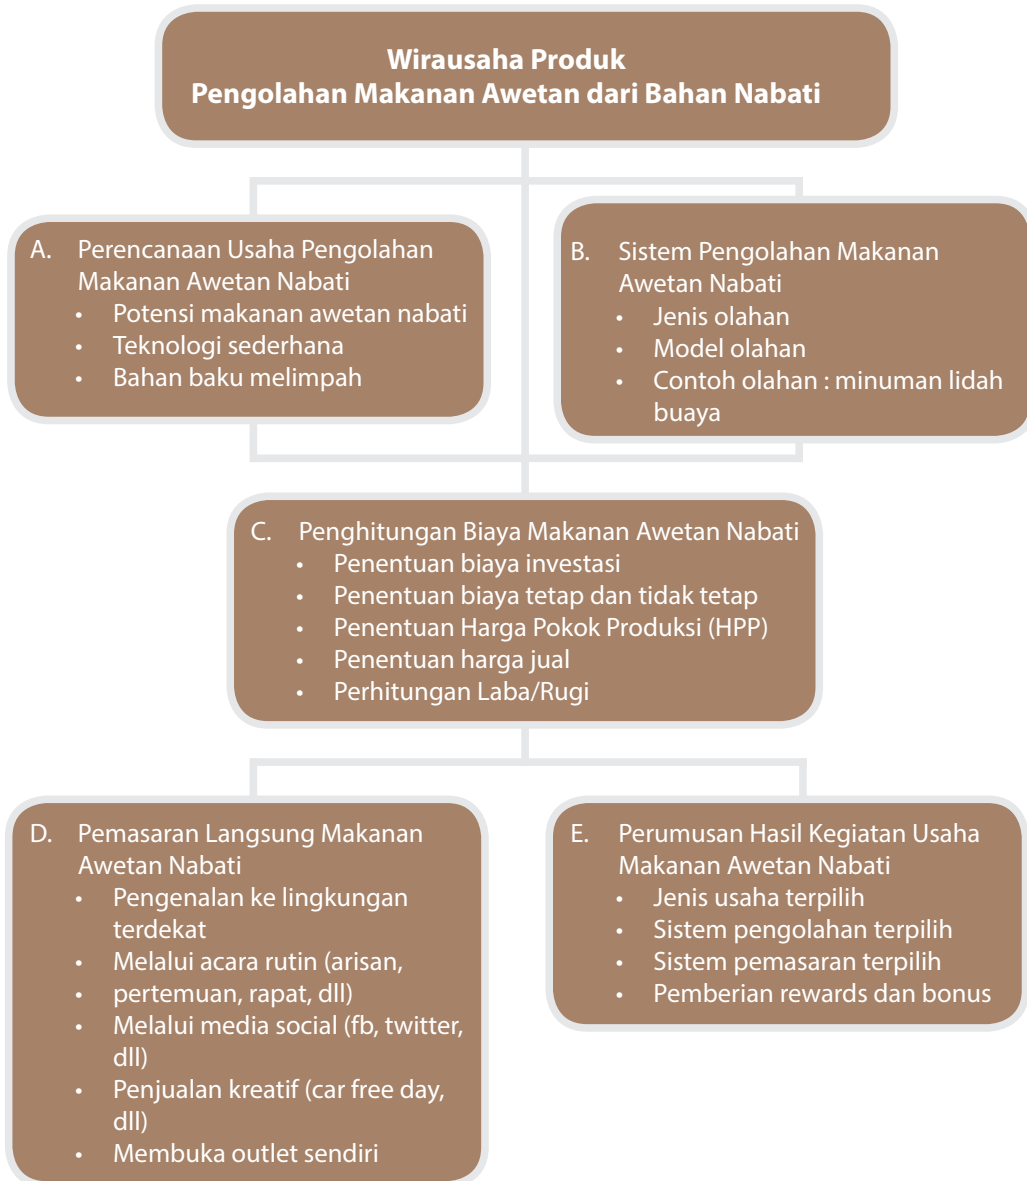 Wirausaha Produk
Pengolahan Makanan Awetan dari Bahan Nabati
A. Perencanaan Usaha Pengolahan
Makanan Awetan Nabati
• Potensi makanan awetan nabati
• Teknologi sederhana
• Bahan baku melimpah
B. Sistem Pengolahan Makanan
Awetan Nabati
• Jenis olahan
• Model olahan
• Contoh olahan : minuman lidah
buaya
C. Penghitungan Biaya Makanan Awetan Nabati
• Penentuan biaya investasi
• Penentuan biaya tetap dan tidak tetap
• Penentuan Harga Pokok Produksi (HPP)
• Penentuan harga jual
• Perhitungan Laba/Rugi
D. Pemasaran Langsung Makanan
Awetan Nabati
• Pengenalan ke lingkungan
terdekat
• Melalui acara rutin (arisan,
• pertemuan, rapat, dll)
• Melalui media social (fb, twitter,
dll)
• Penjualan kreatif (car free day,
dll)
• Membuka outlet sendiri
E. Perumusan Hasil Kegiatan Usaha
Makanan Awetan Nabati
• Jenis usaha terpilih
• Sistem pengolahan terpilih
• Sistem pemasaran terpilih
• Pemberian rewards dan bonus